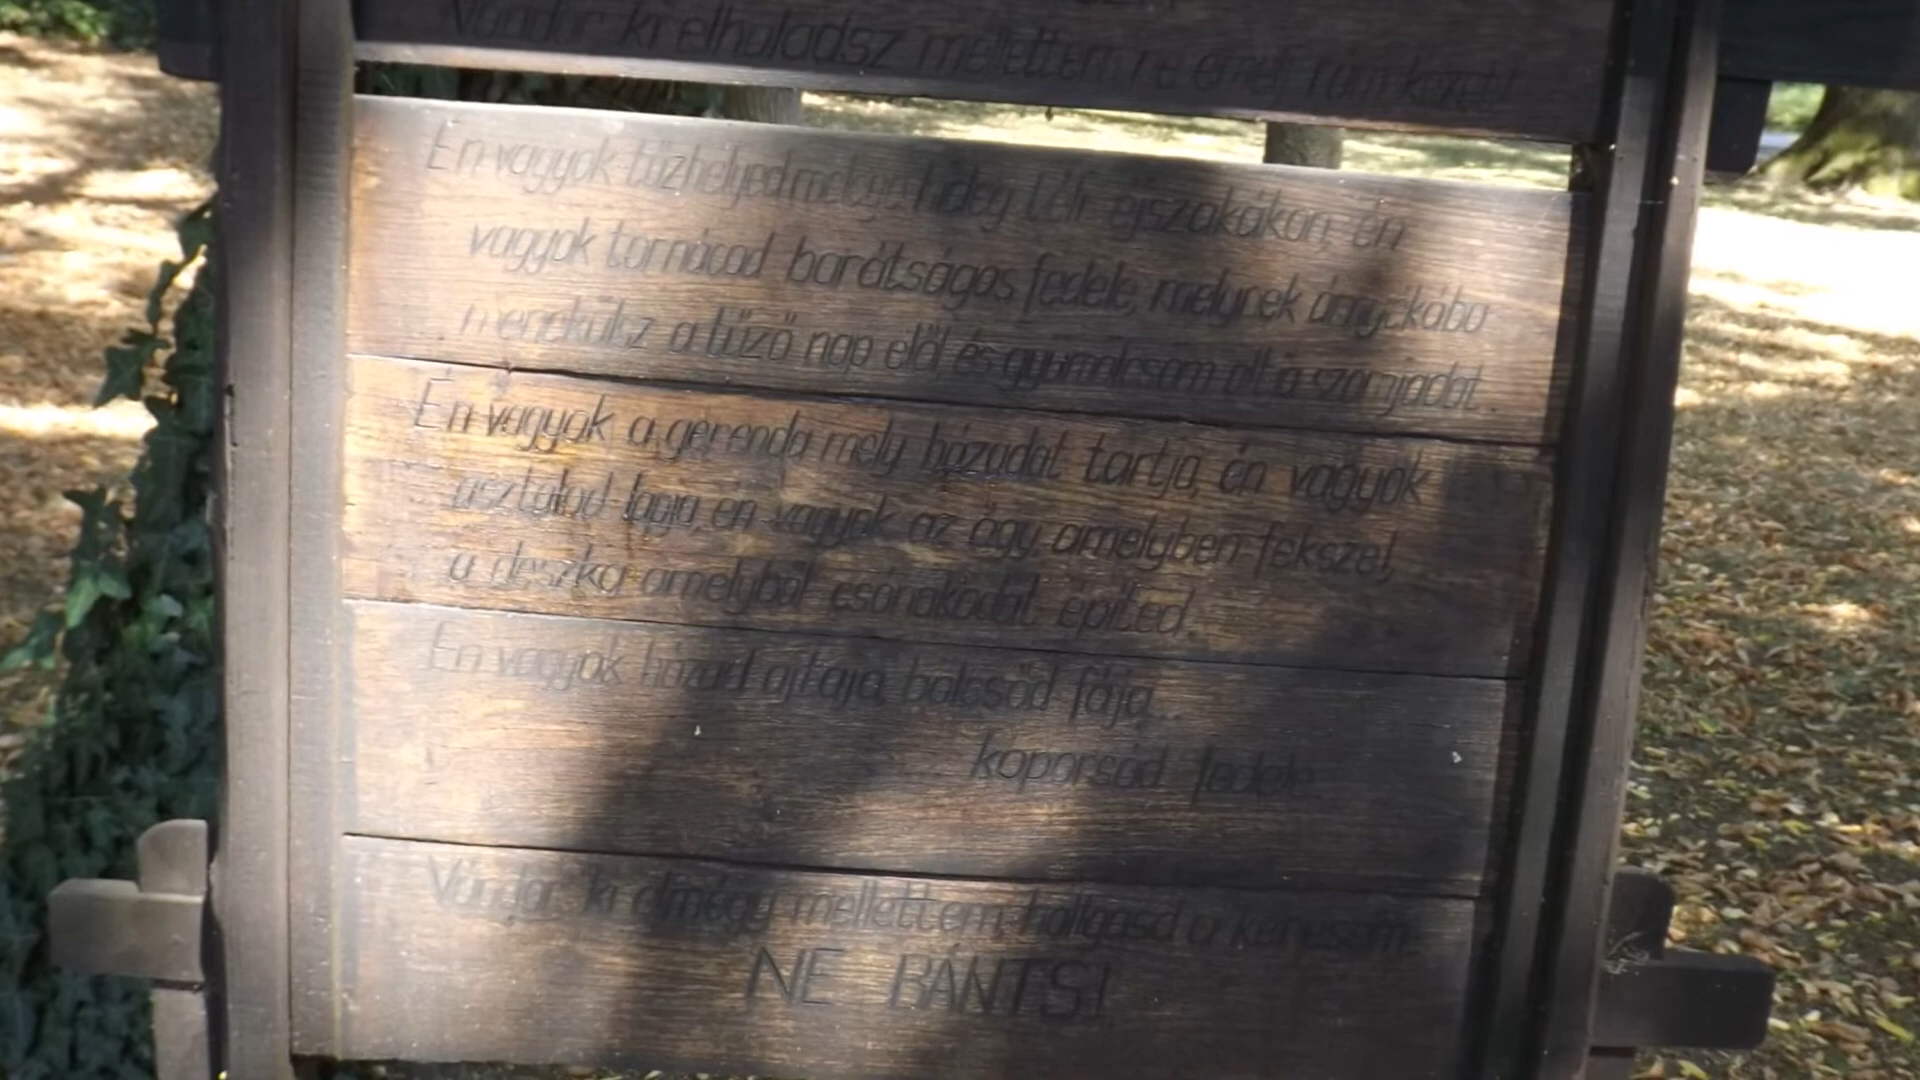 Vándor ki elhaladsz mellettem, ne emelj rám kezet!
Én vagyok tűzhelyed melege hideg téli éjszakákon, én
vagyok tornácod barátságos fedele, melynek árnyékába
menekülsz a tűző nap elől és gyümölcsöm olt a szomjadat.
Én vagyok a gerenda mely házadat tartja, én vagyok
asztalod lapja, én vagyok az ágy amelyben fekszel,
a deszka amelyből csónakodat építed.
Én vagyok házad ajtaja, bölcsőd fája...
koporsód fedele.
Vándor ki elmégy mellettem, hallgasd a kérésem:
NE BÁNTS!